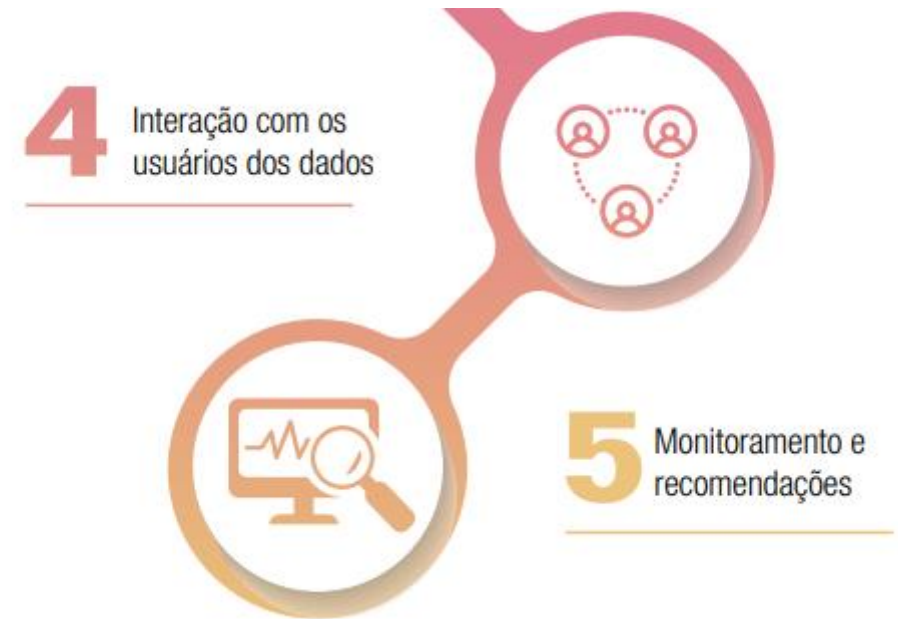 4
Interação com os
usuários dos dados
5
Monitoramento e
recomendações